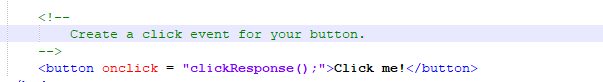 <!--
Create a click event for your button.
-->
<button onclick = "clickResponse();">Click me!</button>